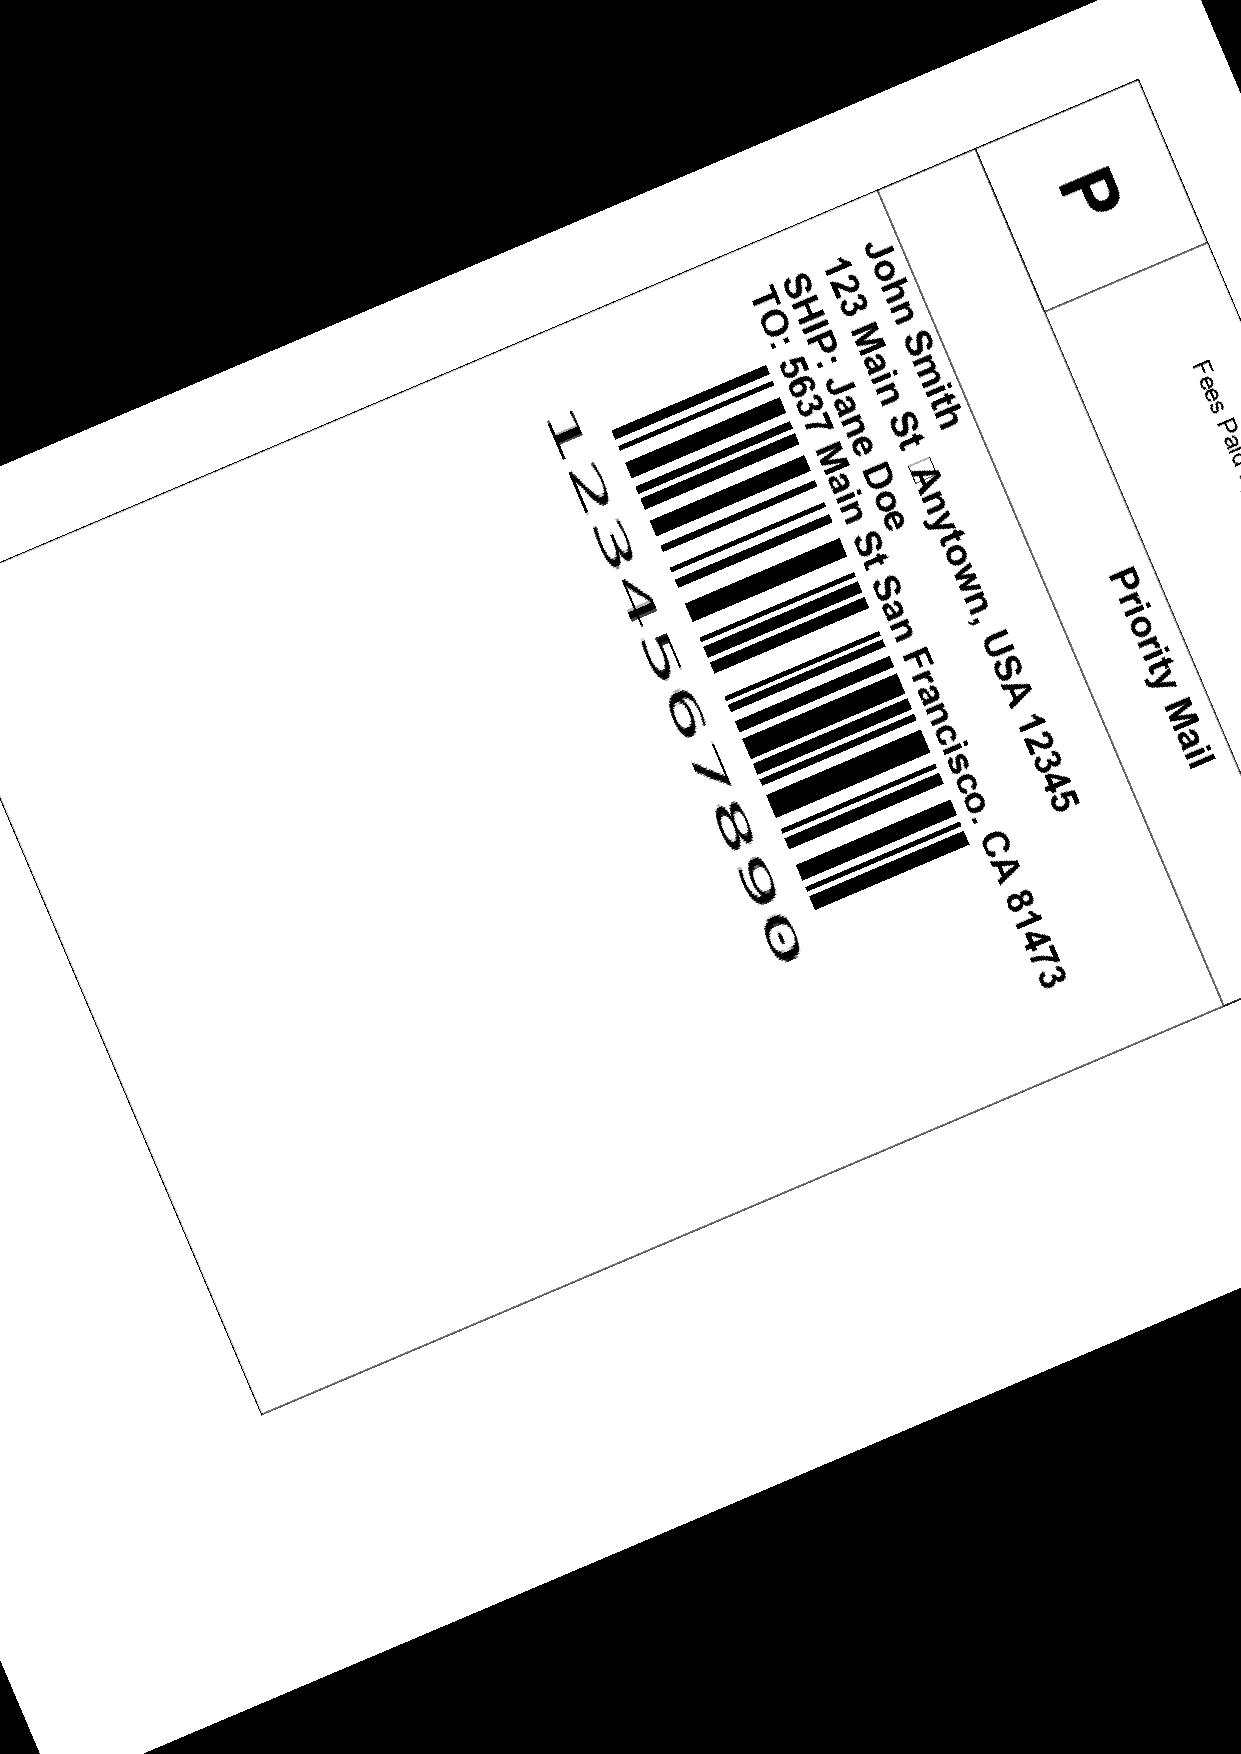 P
Fees Paid
Priority Mail
John Smith
123 Main St Anytown, USA 12345
SHIP: Jane Doe
TO: 5637 Main St San Francisco. CA 81473
1234567890